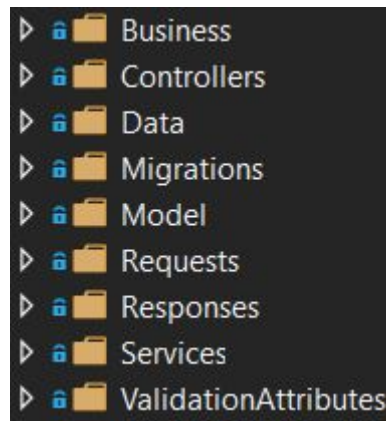 Business
Controllers
Data
Migrations
Model
Requests
Responses
Services
ValidationAttributes